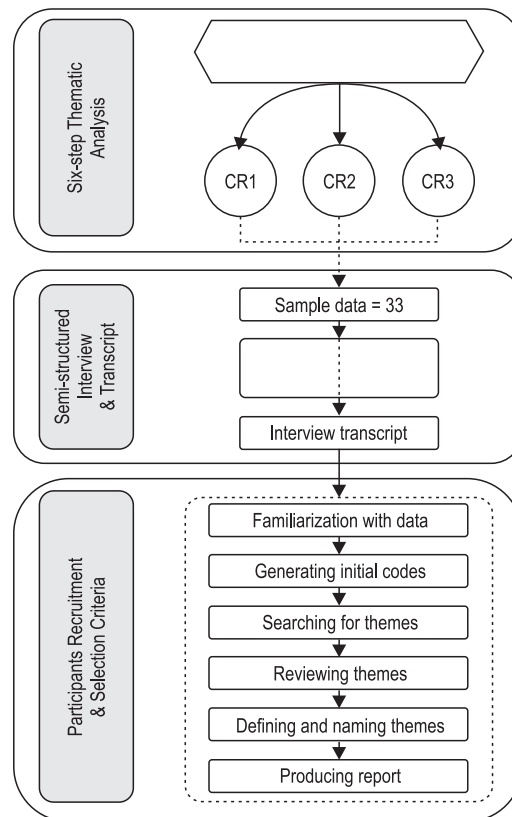 Six-step Thematic
Analysis
CR1
CR2
CR3
Semi-structured
Interview
& Transcript
Sample data = 33
Interview transcript
Participants Recruitment
& Selection Criteria
Familiarization with data
Generating initial codes
Searching for themes
Reviewing themes
Defining and naming themes
Producing report